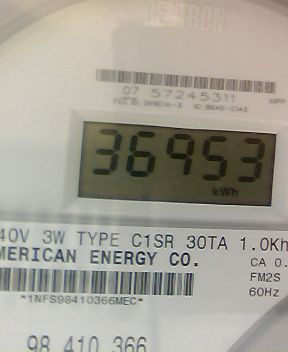 CENTRON®
07 57245311
36953
kWh
40V 3W TYPE C1SR 30TA 1.0Kh
MERICAN ENERGY CO.
CA 0.
FM2S
60Hz
*1NFS98410366MEC*
98 410 366